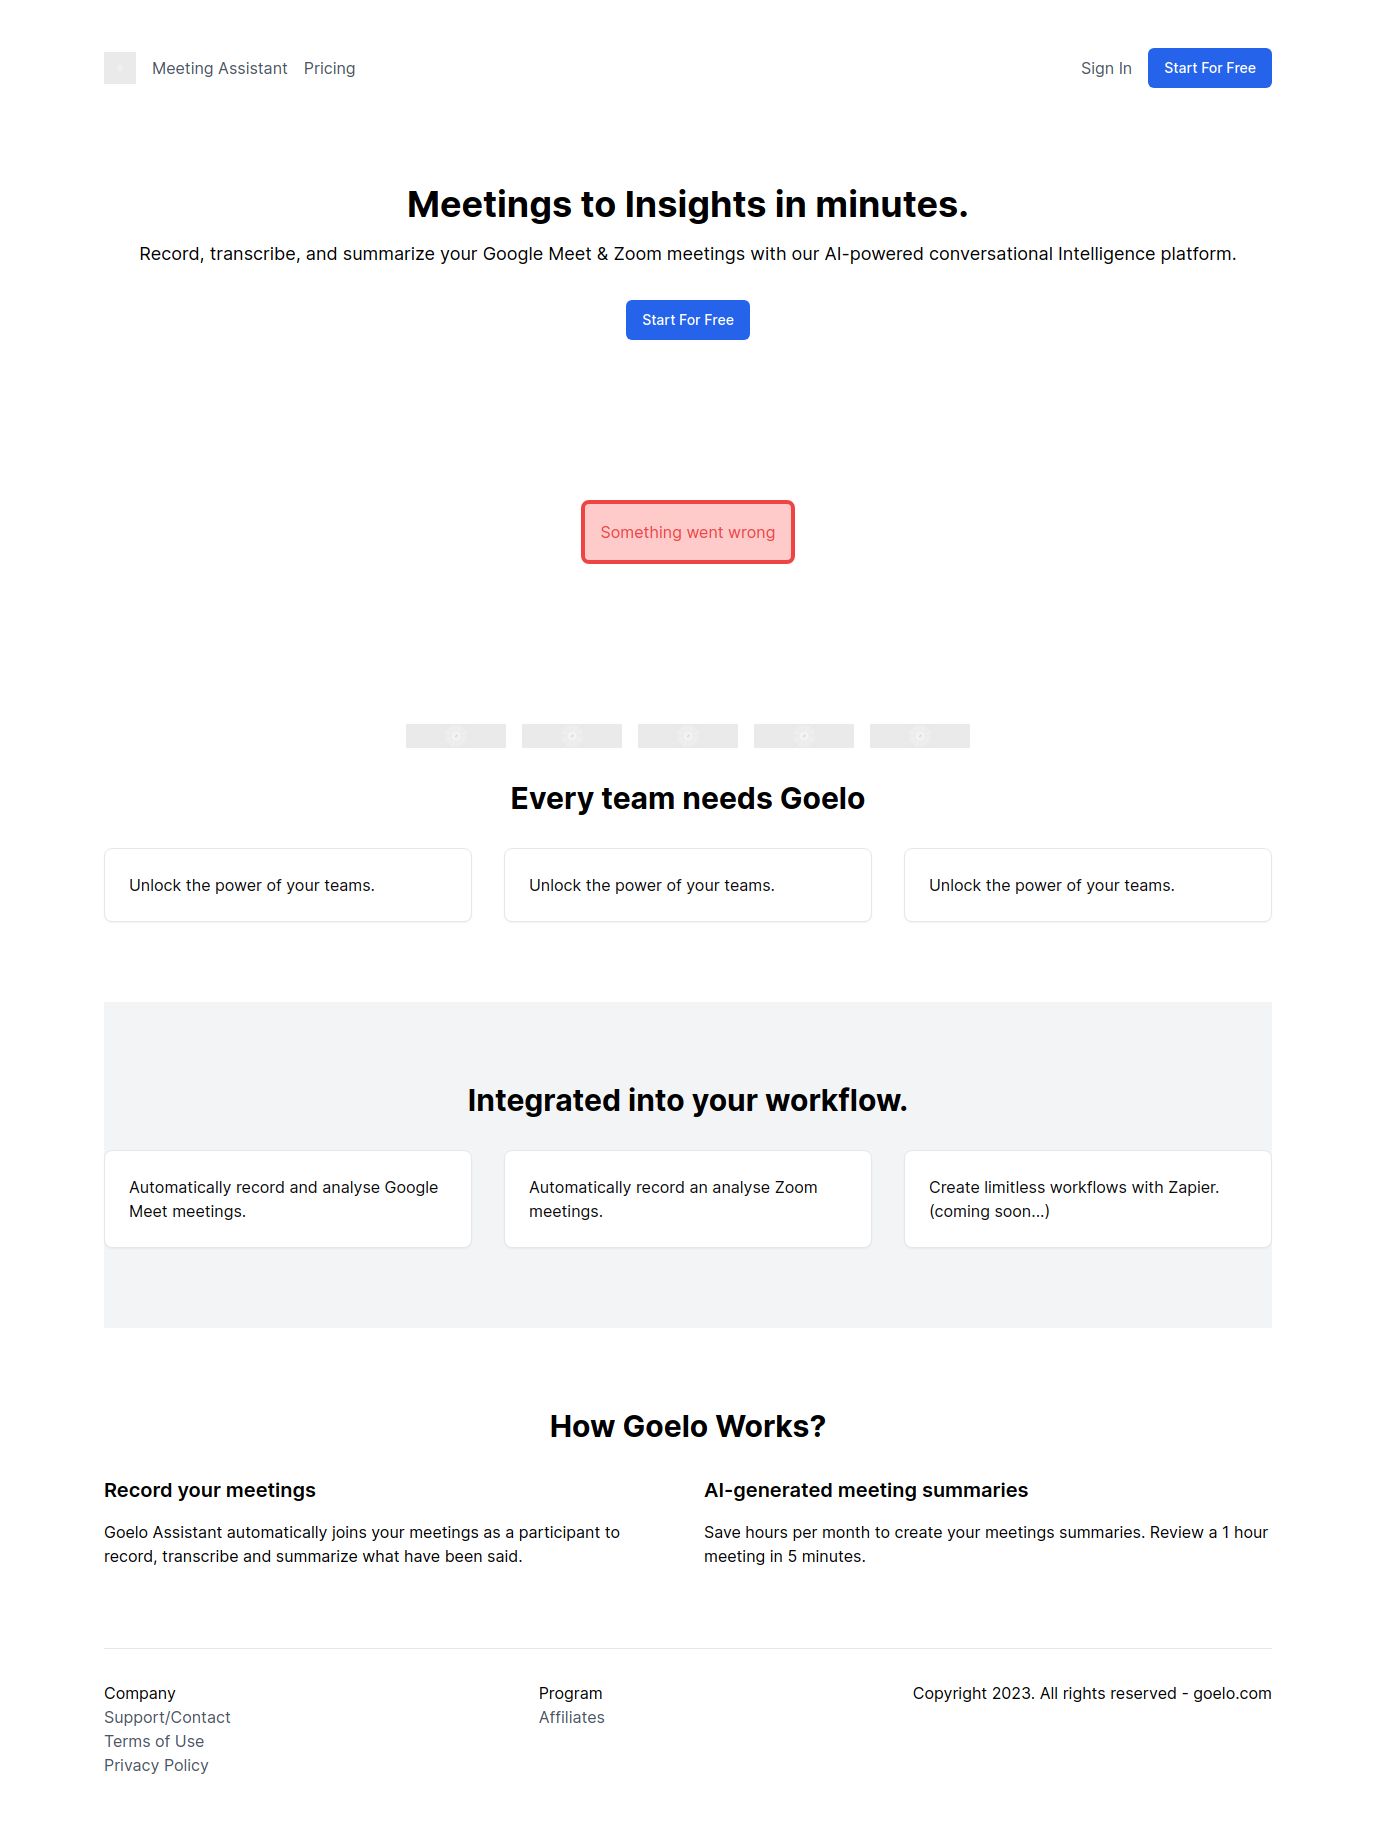 Meeting Assistant Pricing Sign In Start For Free
Meetings to Insights in minutes.
Record, transcribe, and summarize your Google Meet & Zoom meetings with our AI-powered conversational Intelligence platform.
Start For Free
Something went wrong
Every team needs Goelo
Unlock the power of your teams.
Unlock the power of your teams.
Unlock the power of your teams.
Integrated into your workflow.
Automatically record and analyse Google
Meet meetings.
Automatically record an analyse Zoom
meetings.
Create limitless workflows with Zapier.
(coming soon...)
How Goelo Works?
Record your meetings
Goelo Assistant automatically joins your meetings as a participant to
record, transcribe and summarize what have been said.
AI-generated meeting summaries
Save hours per month to create your meetings summaries. Review a 1 hour
meeting in 5 minutes.
Company
Support/Contact
Terms of Use
Privacy Policy
Program
Affiliates
Copyright 2023. All rights reserved - goelo.com